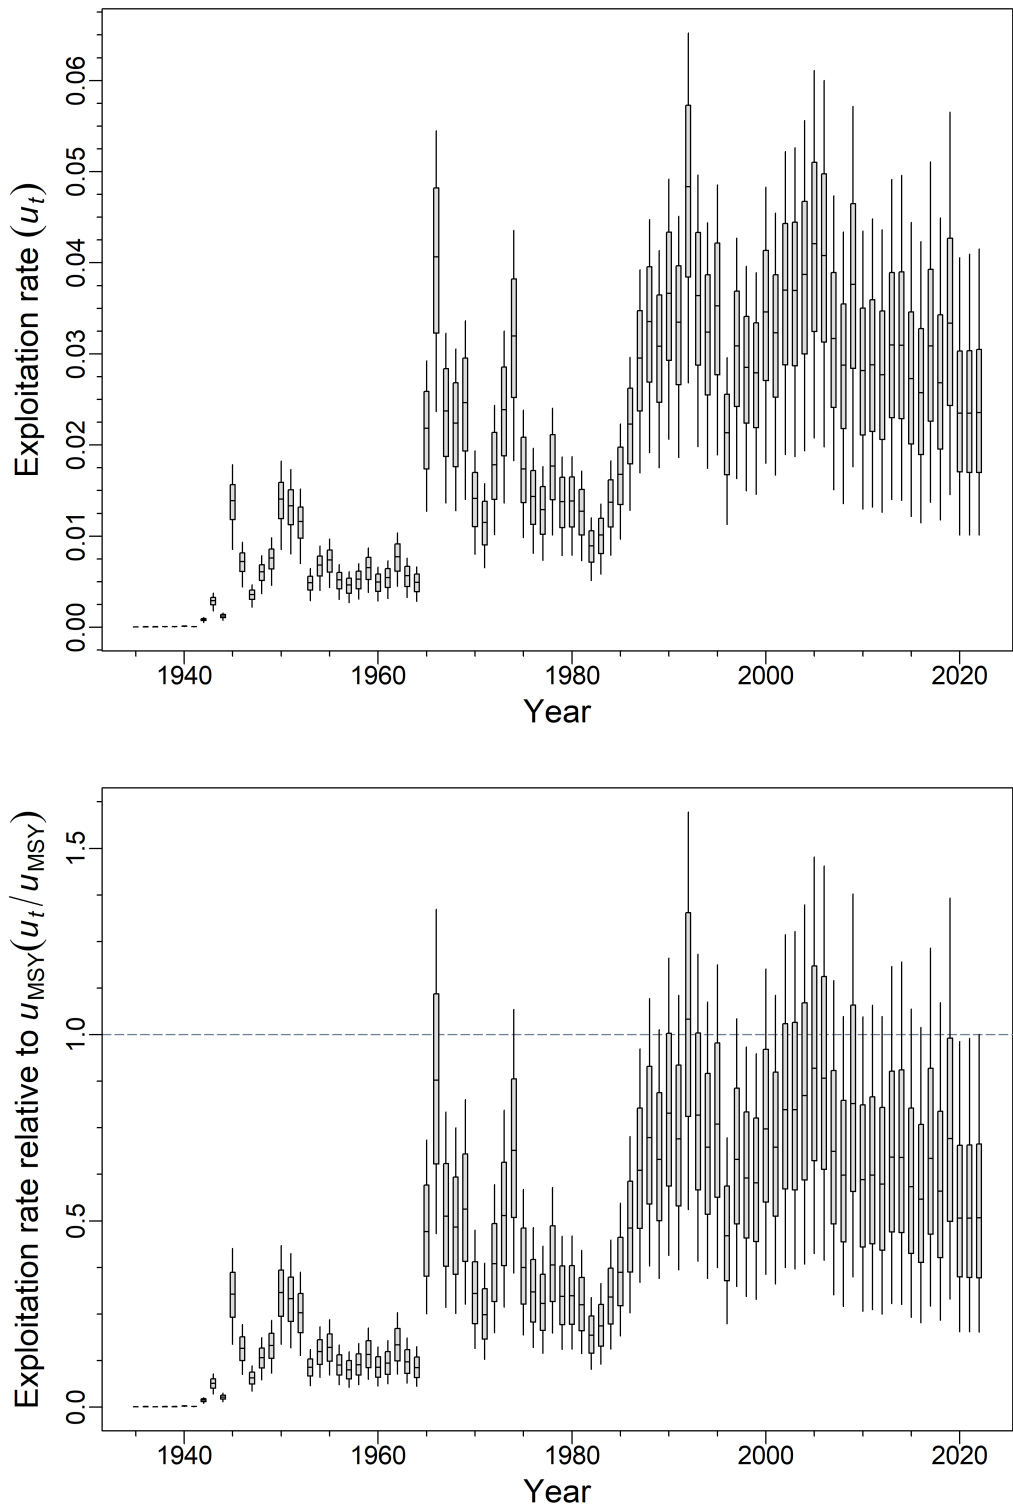 Exploitation rate (u_t)
0.06
0.05
0.04
0.03
0.02
0.01
0.00
1940 1960 1980 2000 2020
Year
Exploitation rate relative to u_MSY (u_t/u_MSY)
1.5
1.0
0.5
0.0
1940 1960 1980 2000 2020
Year